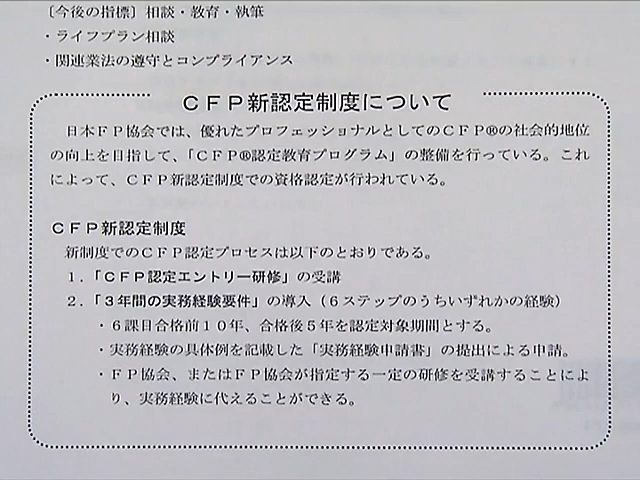 〔今後の指標〕相談・教育・執筆
・ライフプラン相談
・関連業法の遵守とコンプライアンス
ＣＦＰ新認定制度について
日本ＦＰ協会では、優れたプロフェッショナルとしてのＣＦＰ®の社会的地位
の向上を目指して、「ＣＦＰ®認定教育プログラム」の整備を行っている。これ
によって、ＣＦＰ新認定制度での資格認定が行われている。
ＣＦＰ新認定制度
新制度でのＣＦＰ認定プロセスは以下のとおりである。
１．「ＣＦＰ認定エントリー研修」の受講
２．「３年間の実務経験要件」の導入（６ステップのうちいずれかの経験）
・６課目合格前１０年、合格後５年を認定対象期間とする。
・実務経験の具体例を記載した「実務経験申請書」の提出による申請。
・ＦＰ協会、またはＦＰ協会が指定する一定の研修を受講することによ
り、実務経験に代えることができる。